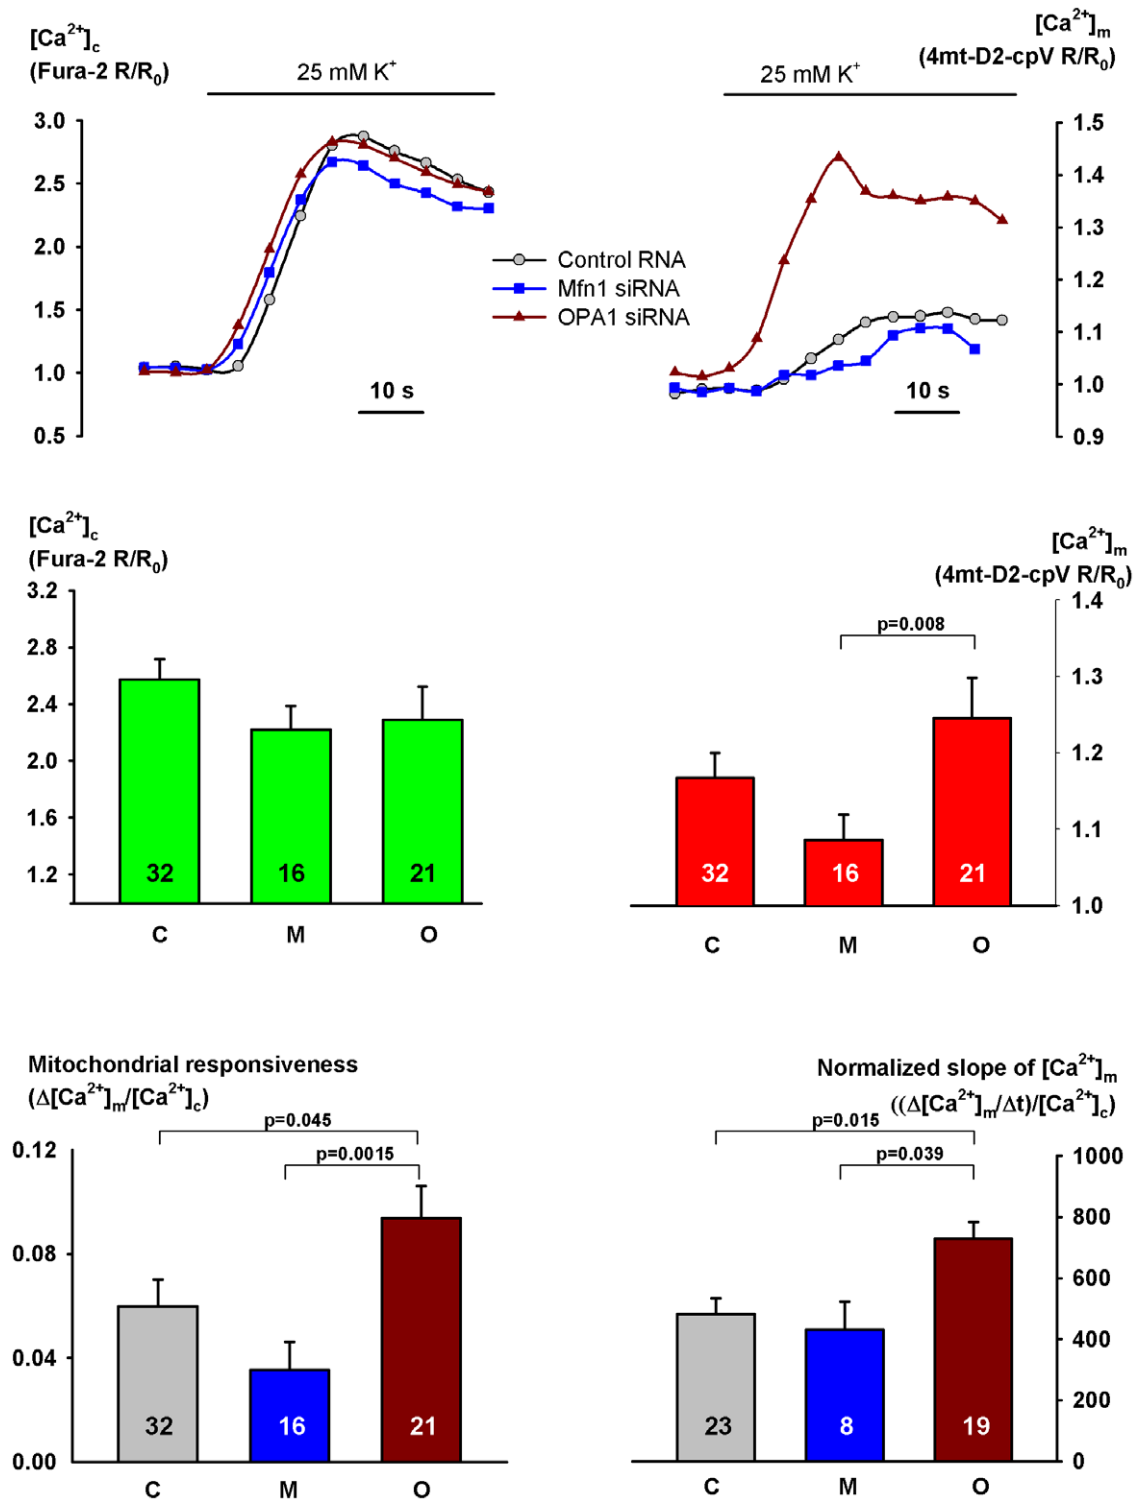 [Ca²⁺]c
(Fura-2 R/R₀)
25 mM K⁺
3.0
2.5
2.0
1.5
1.0
0.5
10 s
Control RNA
Mfn1 siRNA
OPA1 siRNA
[Ca²⁺]m
(4mt-D2-cpV R/R₀)
25 mM K⁺
1.5
1.4
1.3
1.2
1.1
1.0
0.9
10 s
[Ca²⁺]c
(Fura-2 R/R₀)
3.2
2.8
2.4
2.0
1.6
1.2
32 16 21
C M O
[Ca²⁺]m
(4mt-D2-cpV R/R₀)
p=0.008
1.4
1.3
1.2
1.1
1.0
32 16 21
C M O
Mitochondrial responsiveness
(Δ[Ca²⁺]m/[Ca²⁺]c)
p=0.045
p=0.0015
0.12
0.08
0.04
0.00
32 16 21
C M O
Normalized slope of [Ca²⁺]m
((Δ[Ca²⁺]m/Δt)/[Ca²⁺]c)
p=0.015
p=0.039
1000
800
600
400
200
0
23 8 19
C M O